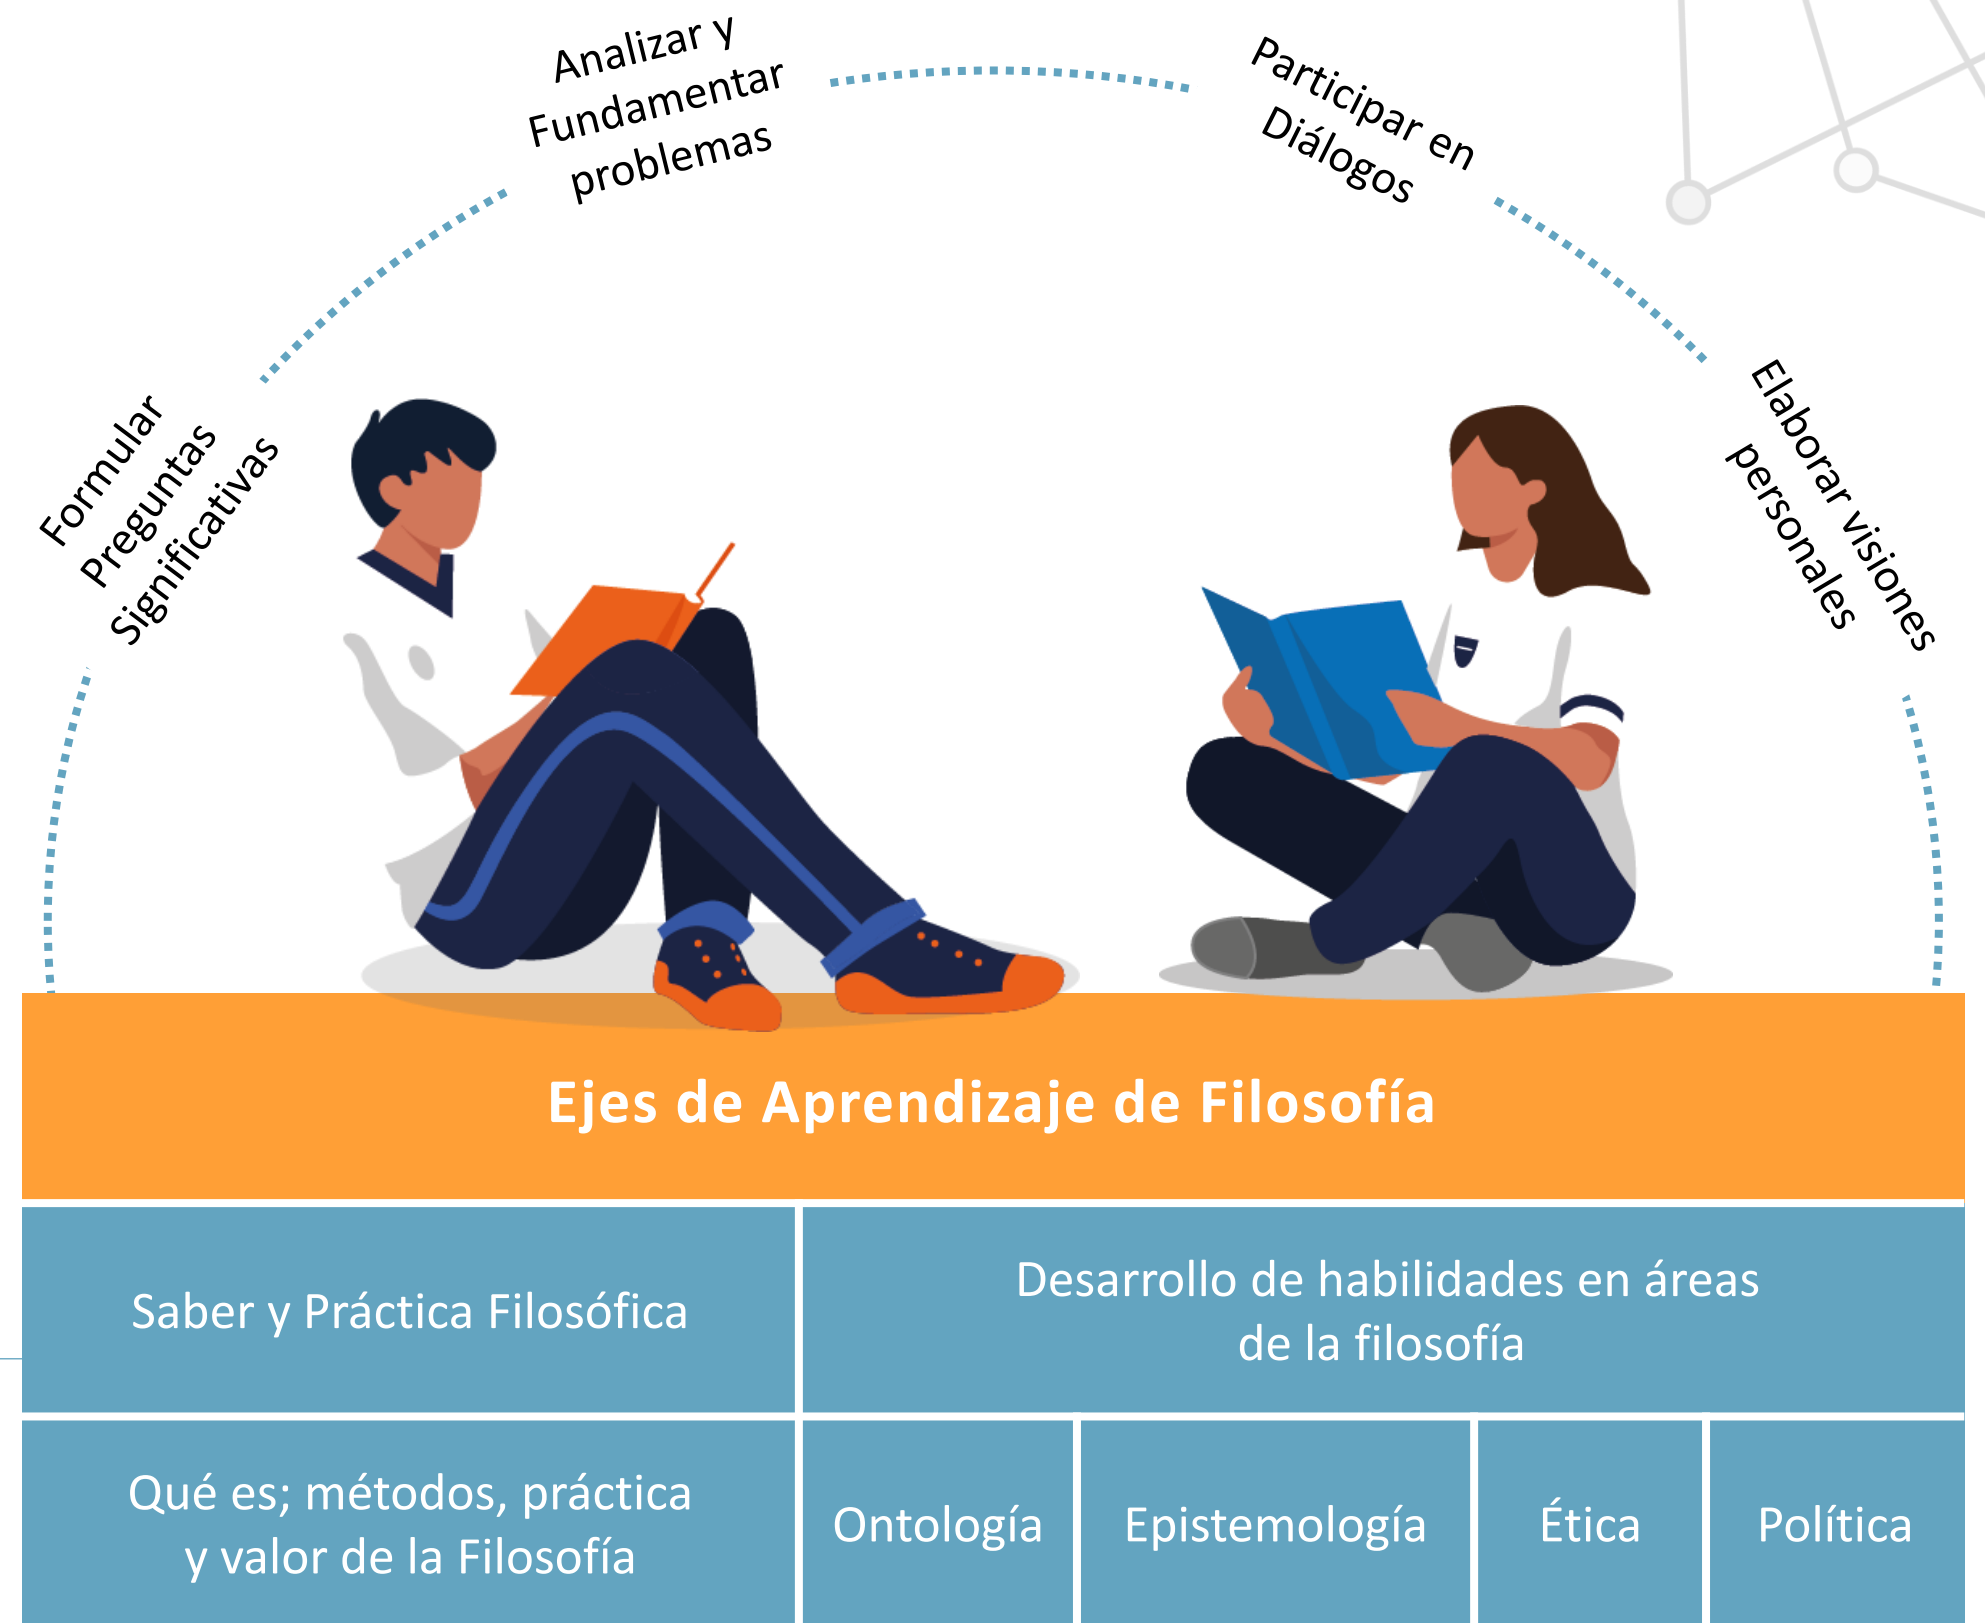 Formular
Preguntas
Significativas
Analizar y
Fundamentar
problemas
Participar en
Diálogos
Elaborar visiones
personales
Ejes de Aprendizaje de Filosofía
Saber y Práctica Filosófica
Desarrollo de habilidades en áreas
de la filosofía
Qué es; métodos, práctica
y valor de la Filosofía
Ontología
Epistemología
Ética
Política